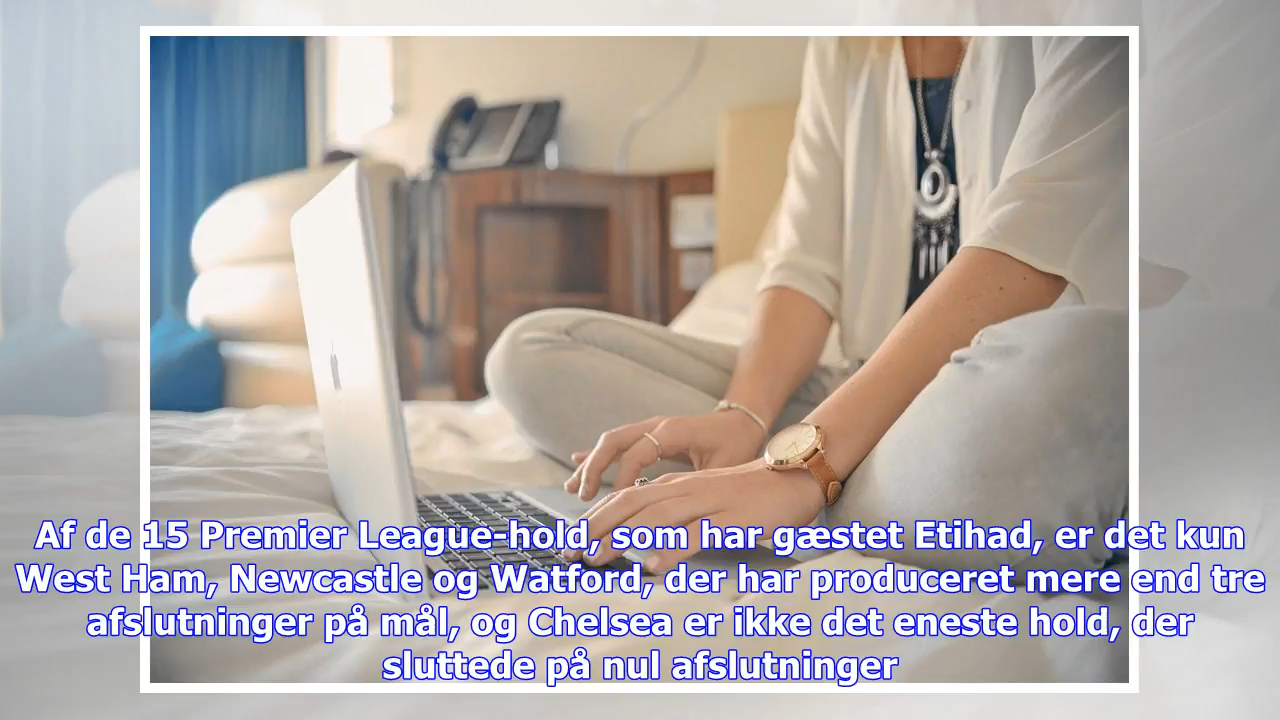 Af de 15 Premier League-hold, som har gæstet Etihad, er det kun
West Ham, Newcastle og Watford, der har produceret mere end tre
afslutninger på mål, og Chelsea er ikke det eneste hold, der
sluttede på nul afslutninger